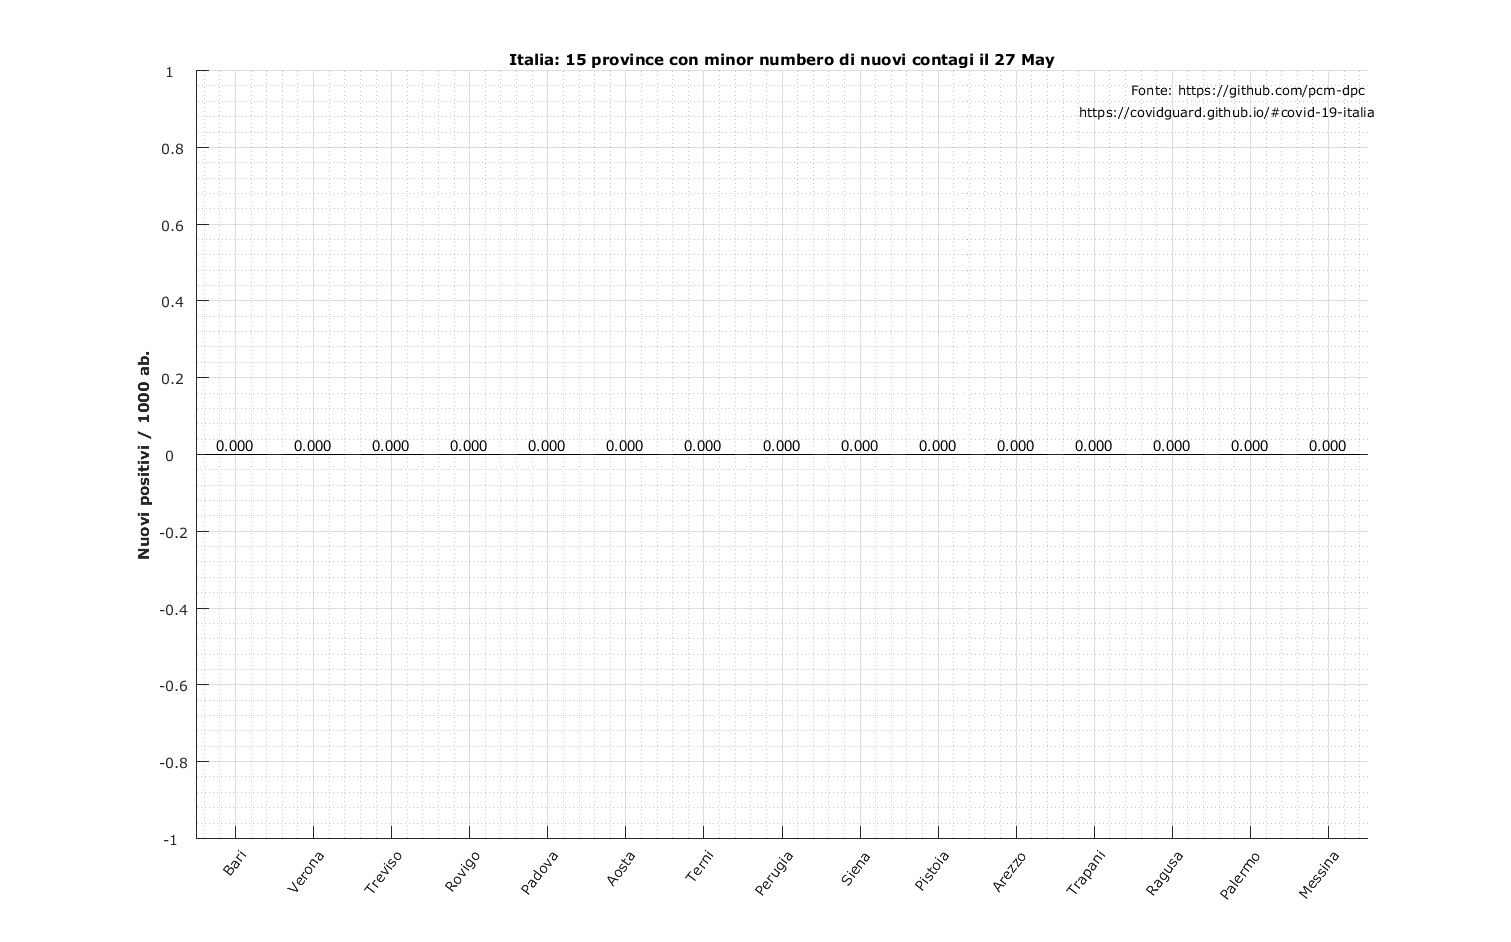 Italia: 15 province con minor numbero di nuovi contagi il 27 May
Fonte: https://github.com/pcm-dpc
https://covidguard.github.io/#covid-19-italia
Nuovi positivi / 1000 ab.
1
0.8
0.6
0.4
0.2
0
-0.2
-0.4
-0.6
-0.8
-1
0.000 0.000 0.000 0.000 0.000 0.000 0.000 0.000 0.000 0.000 0.000 0.000 0.000 0.000 0.000
Bari Verona Treviso Rovigo Padova Aosta Terni Perugia Siena Pistoia Arezzo Trapani Ragusa Palermo Messina